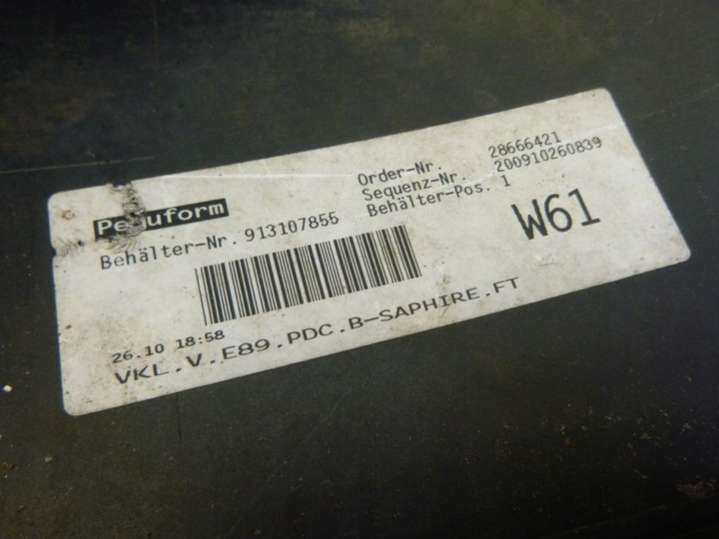 Peguform
Behälter-Nr. 913107855
Order-Nr. 28666421
Sequenz-Nr. 200910260839
Behälter-Pos. 1
W61
26.10 18:58
VKL.V.E89.PDC.B-SAPHIRE.FT